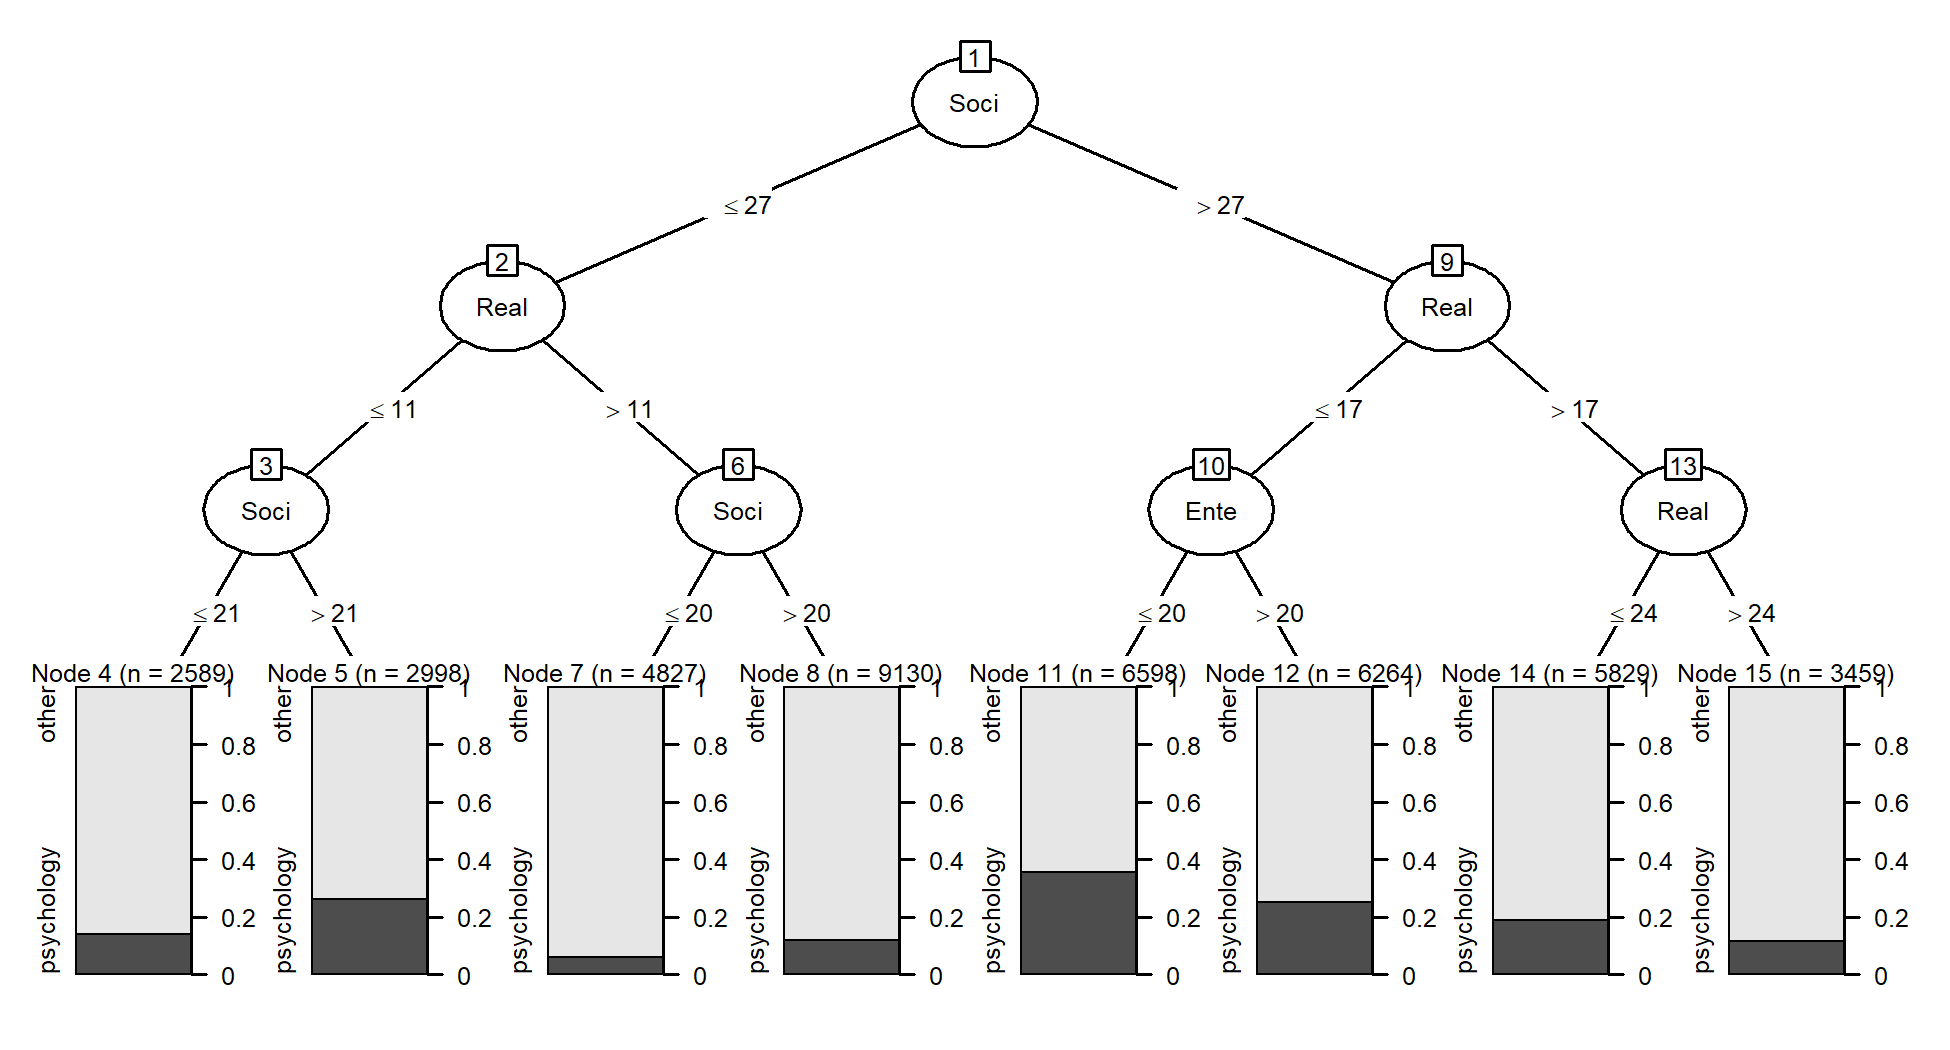 1
Soci
≤ 27
> 27
2
Real
9
Real
≤ 11
> 11
≤ 17
> 17
3
Soci
6
Soci
10
Ente
13
Real
≤ 21
> 21
≤ 20
> 20
≤ 20
> 20
≤ 24
> 24
Node 4 (n = 2589)
psychology
other
0
0.2
0.4
0.6
0.8
1
Node 5 (n = 2998)
psychology
other
0
0.2
0.4
0.6
0.8
1
Node 7 (n = 4827)
psychology
other
0
0.2
0.4
0.6
0.8
1
Node 8 (n = 9130)
psychology
other
0
0.2
0.4
0.6
0.8
1
Node 11 (n = 6598)
psychology
other
0
0.2
0.4
0.6
0.8
1
Node 12 (n = 6264)
psychology
other
0
0.2
0.4
0.6
0.8
1
Node 14 (n = 5829)
psychology
other
0
0.2
0.4
0.6
0.8
1
Node 15 (n = 3459)
psychology
other
0
0.2
0.4
0.6
0.8
1